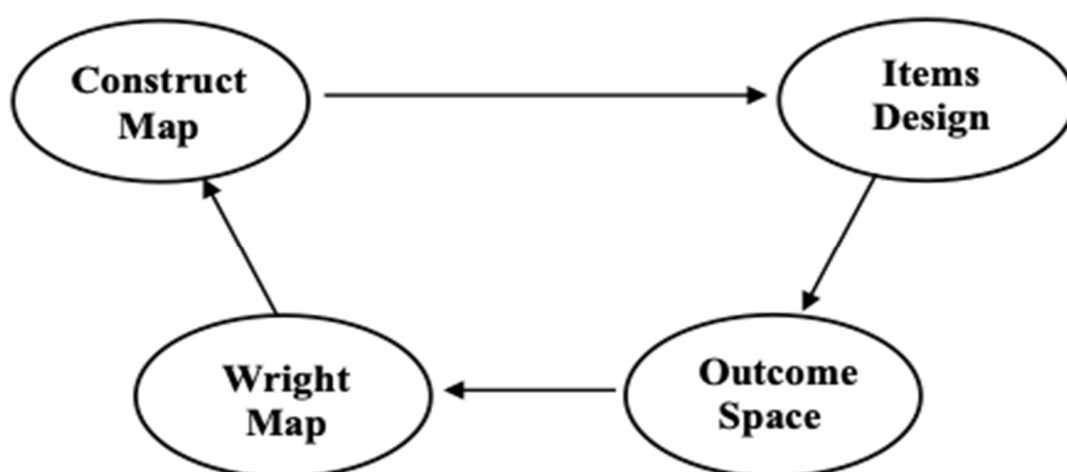 Construct
Map
Items
Design
Wright
Map
Outcome
Space